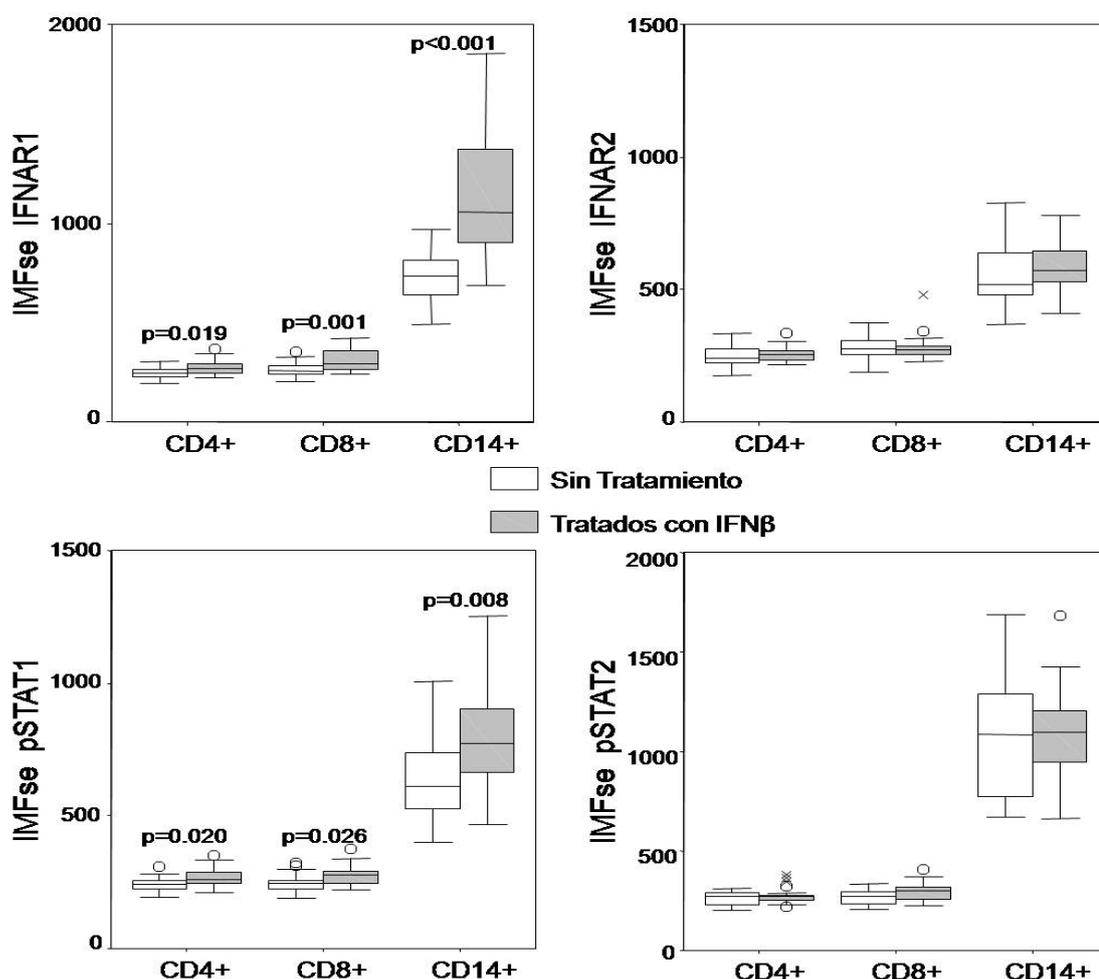 2000
p<0.001
IMFse IFNAR1
1000
p=0.019
p=0.001
0
CD4+
CD8+
CD14+
1500
IMFse IFNAR2
1000
500
0
CD4+
CD8+
CD14+
Sin Tratamiento
Tratados con IFNβ
1500
p=0.008
IMFse pSTAT1
1000
500
p=0.020
p=0.026
0
CD4+
CD8+
CD14+
2000
IMFse pSTAT2
1500
1000
500
0
CD4+
CD8+
CD14+